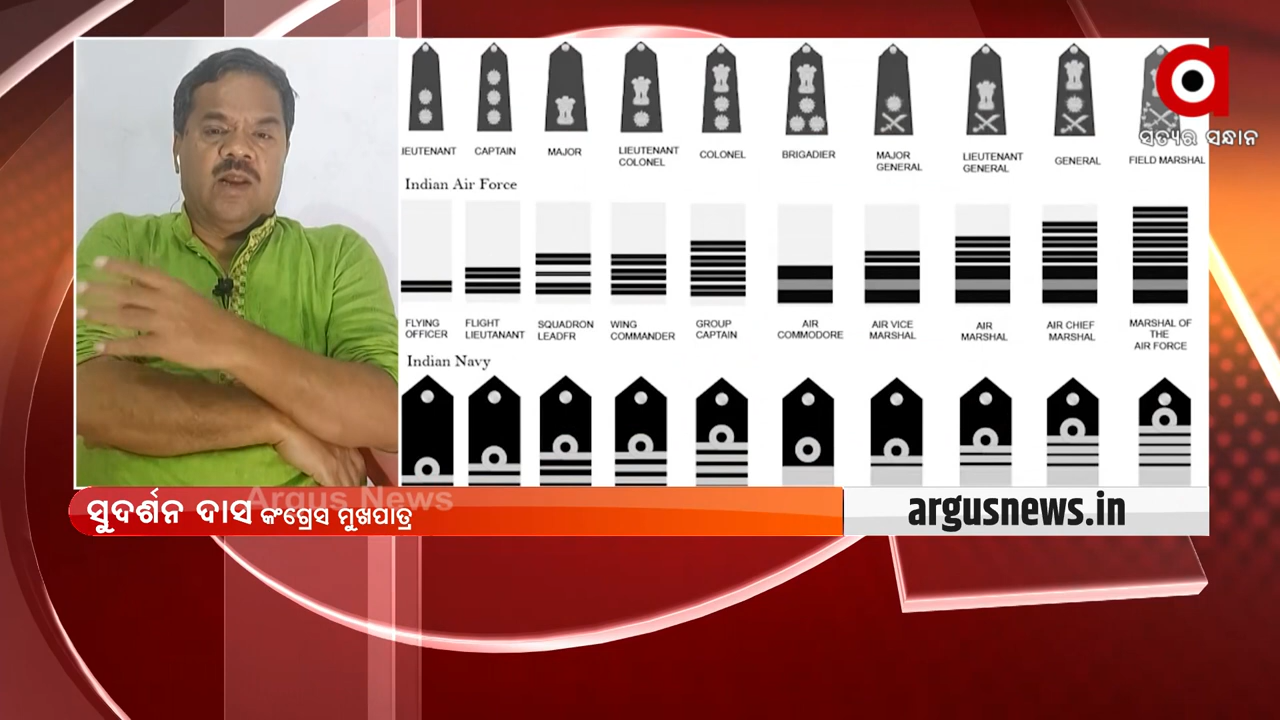 ସତ୍ୟର ସନ୍ଧାନ
IEUTENANT CAPTAIN MAJOR LIEUTENANT COLONEL COLONEL BRIGADIER MAJOR GENERAL LIEUTENANT GENERAL GENERAL FIELD MARSHAL
Indian Air Force
FLYING OFFICER FLIGHT LIEUTANANT SQUADRON LEADFR WING COMMANDER GROUP CAPTAIN AIR COMMODORE AIR VICE MARSHAL AIR MARSHAL AIR CHIEF MARSHAL MARSHAL OF THE AIR FORCE
Indian Navy
Argus News
ସୁଦର୍ଶନ ଦାସ କଂଗ୍ରେସ ମୁଖପାତ୍ର
argusnews.in